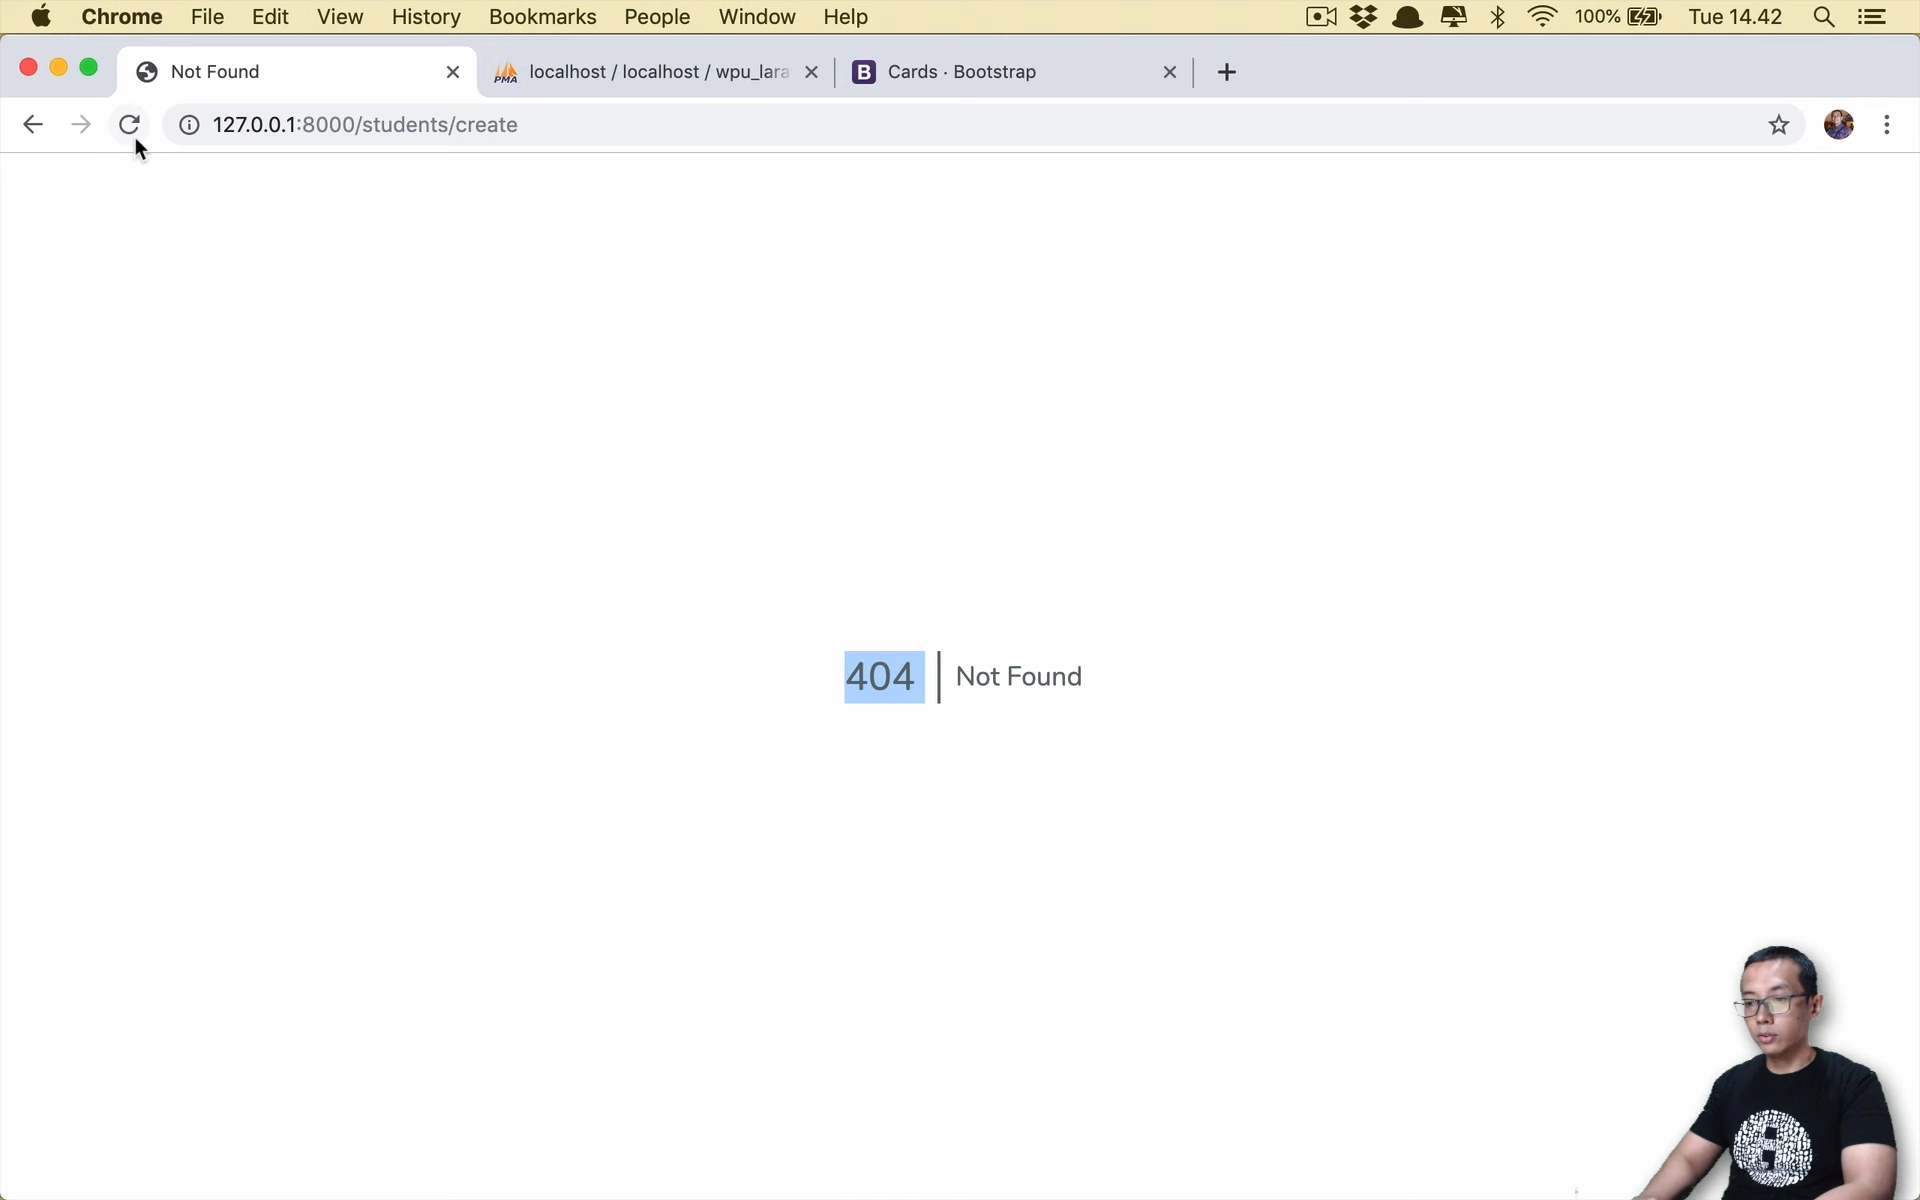 Chrome File Edit View History Bookmarks People Window Help 100% Tue 14.42
Not Found
PMA localhost / localhost / wpu_lara
B Cards · Bootstrap
127.0.0.1:8000/students/create
404 Not Found